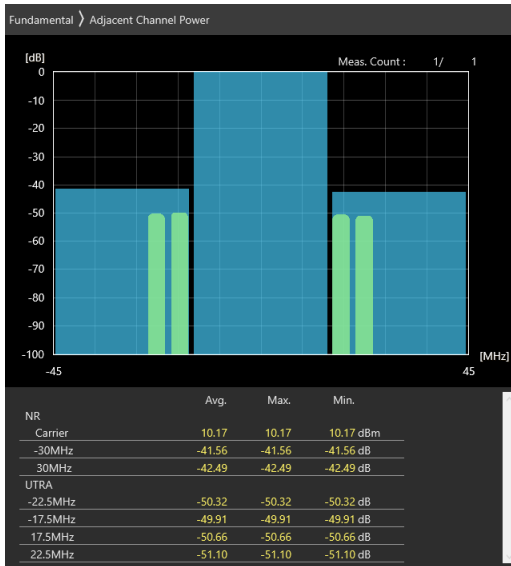 Fundamental 〉 Adjacent Channel Power
[dB]
Meas. Count : 1/ 1
0
-10
-20
-30
-40
-50
-60
-70
-80
-90
-100
[MHz]
-45 45
Avg. Max. Min.
NR
Carrier 10.17 10.17 10.17 dBm
-30MHz -41.56 -41.56 -41.56 dB
30MHz -42.49 -42.49 -42.49 dB
UTRA
-22.5MHz -50.32 -50.32 -50.32 dB
-17.5MHz -49.91 -49.91 -49.91 dB
17.5MHz -50.66 -50.66 -50.66 dB
22.5MHz -51.10 -51.10 -51.10 dB